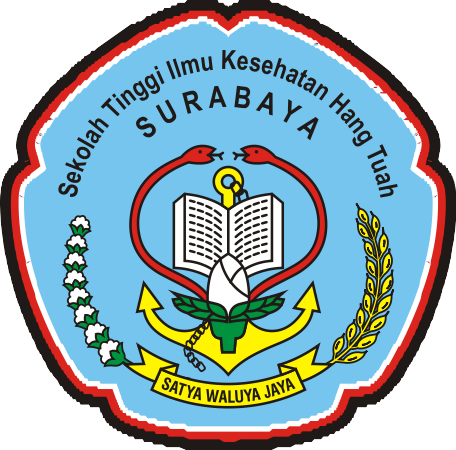 Sekolah Tinggi Ilmu Kesehatan Hang Tuah
SURABAYA
SATYA WALUYA JAYA